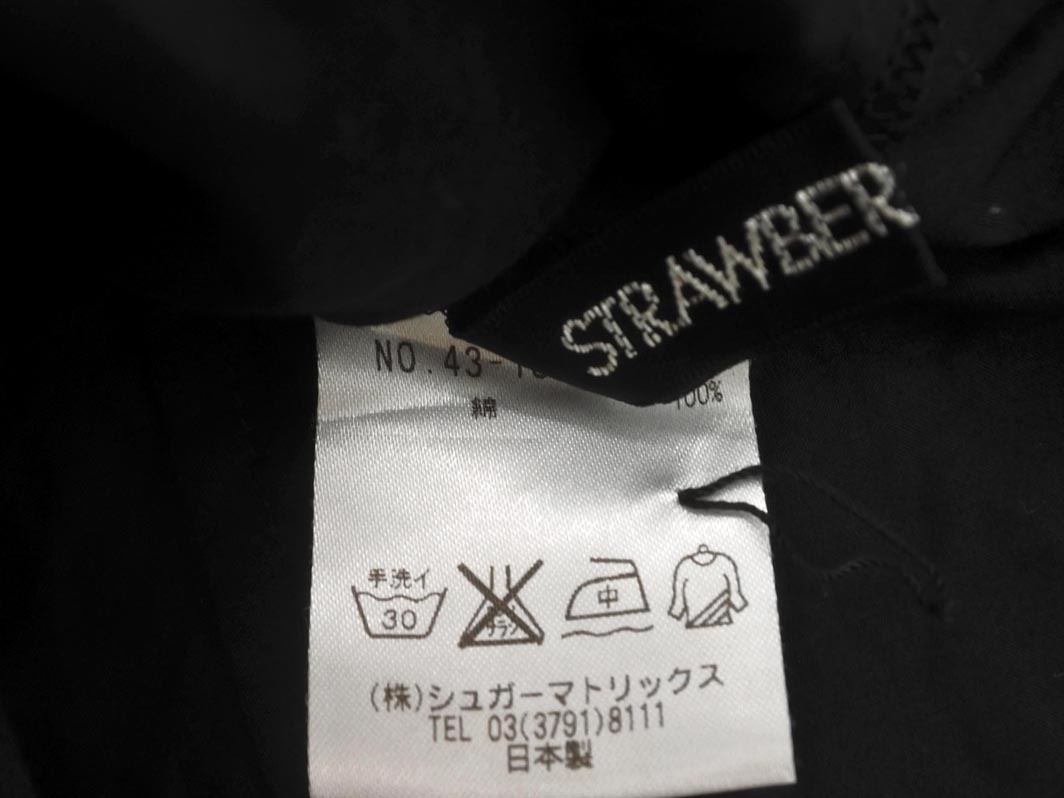 STRAWBER
NO. 43-
綿 100%
手洗イ
30
中
(株)シュガーマトリックス
TEL 03(3791)8111
日本製